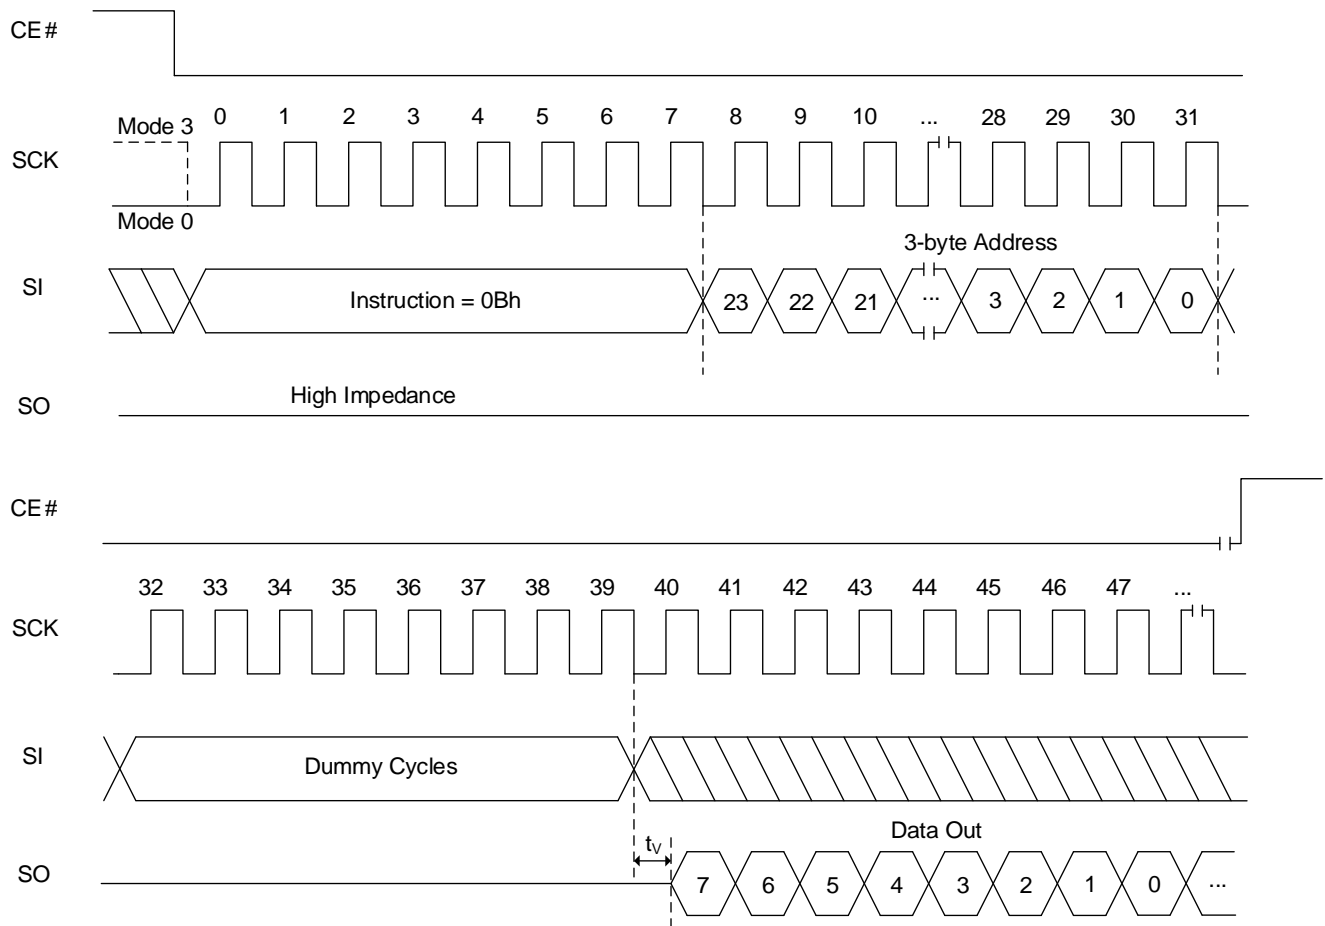 CE#
Mode 3 0 1 2 3 4 5 6 7 8 9 10 ... 28 29 30 31
SCK
Mode 0
3-byte Address
SI Instruction = 0Bh 23 22 21 ... 3 2 1 0
High Impedance
SO
CE#
32 33 34 35 36 37 38 39 40 41 42 43 44 45 46 47 ...
SCK
SI Dummy Cycles
Data Out
tV
SO 7 6 5 4 3 2 1 0 ...